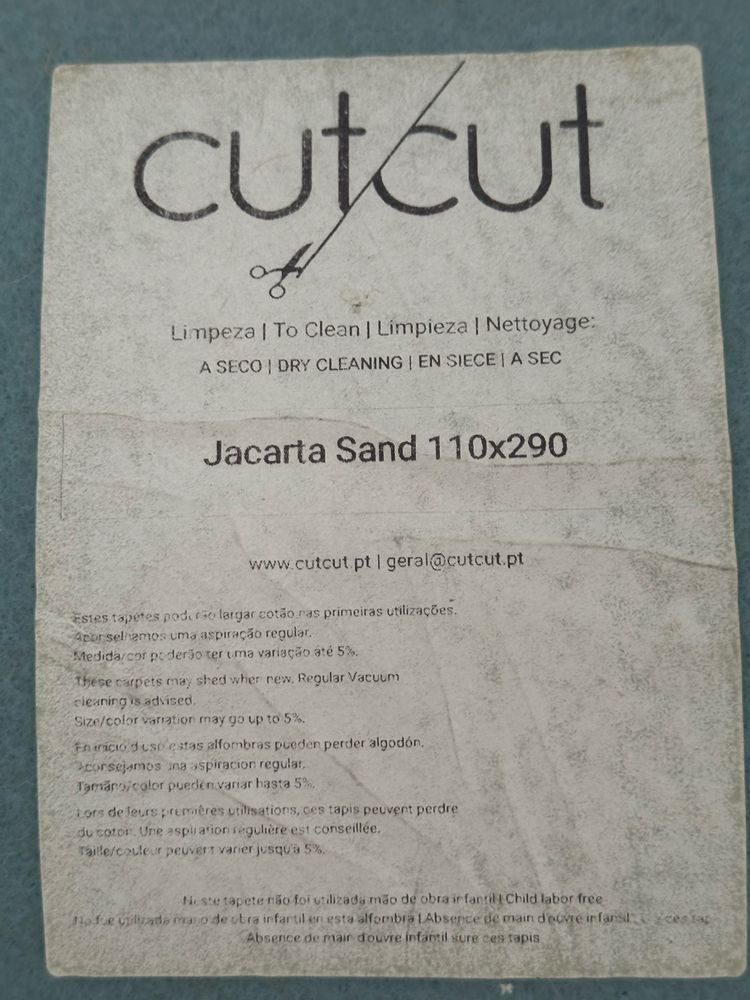 cutcut
Limpeza | To Clean | Limpieza | Nettoyage:
A SECO | DRY CLEANING | EN SIECE | A SEC
Jacarta Sand 110x290
www.cutcut.pt | geral@cutcut.pt
Estes tapetes poderão largar cotão nas primeiras utilizações.
Aconselhamos uma aspiração regular.
Medida/cor poderão ter uma variação até 5%.
These carpets may shed when new. Regular Vacuum
cleaning is advised.
Size/color variation may go up to 5%.
En inicio d uso estas alfombras pueden perder algodón.
Aconsejamos una aspiracion regular.
Tamaño/color pueden variar hasta 5%.
Lors de leurs premières utilisations, ces tapis peuvent perdre
du coton. Une aspiration régulière est conseillée.
Taille/couleur peuvent varier jusqu'à 5%.
Neste tapete não foi utilizada mão de obra infantil | Child labor free
No fue utilizada mano de obra infantil en esta alfombra | Absence de main d'ouvre infansil ces tap
Absence de main d'ouvre infantil sure ces tapis